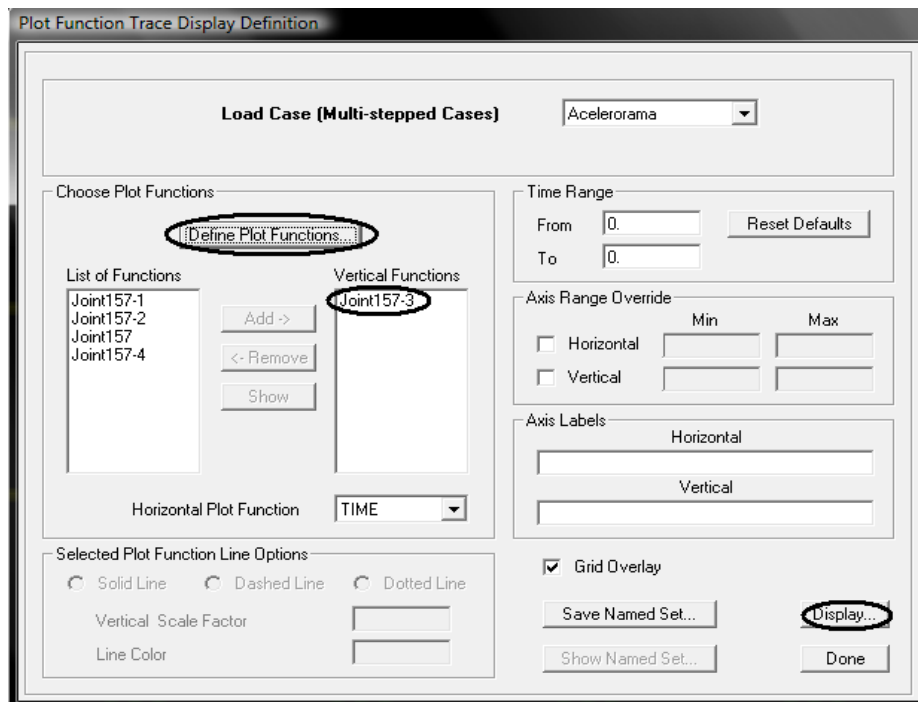 Plot Function Trace Display Definition
Load Case (Multi-stepped Cases)
Acelerorama
Choose Plot Functions
Define Plot Functions...
List of Functions
Vertical Functions
Joint157-1
Joint157-2
Joint157
Joint157-4
Add ->
<- Remove
Show
Joint157-3
Horizontal Plot Function
TIME
Selected Plot Function Line Options
Solid Line
Dashed Line
Dotted Line
Vertical Scale Factor
Line Color
Time Range
From
0.
Reset Defaults
To
0.
Axis Range Override
Min
Max
Horizontal
Vertical
Axis Labels
Horizontal
Vertical
Grid Overlay
Save Named Set...
Display...
Show Named Set...
Done